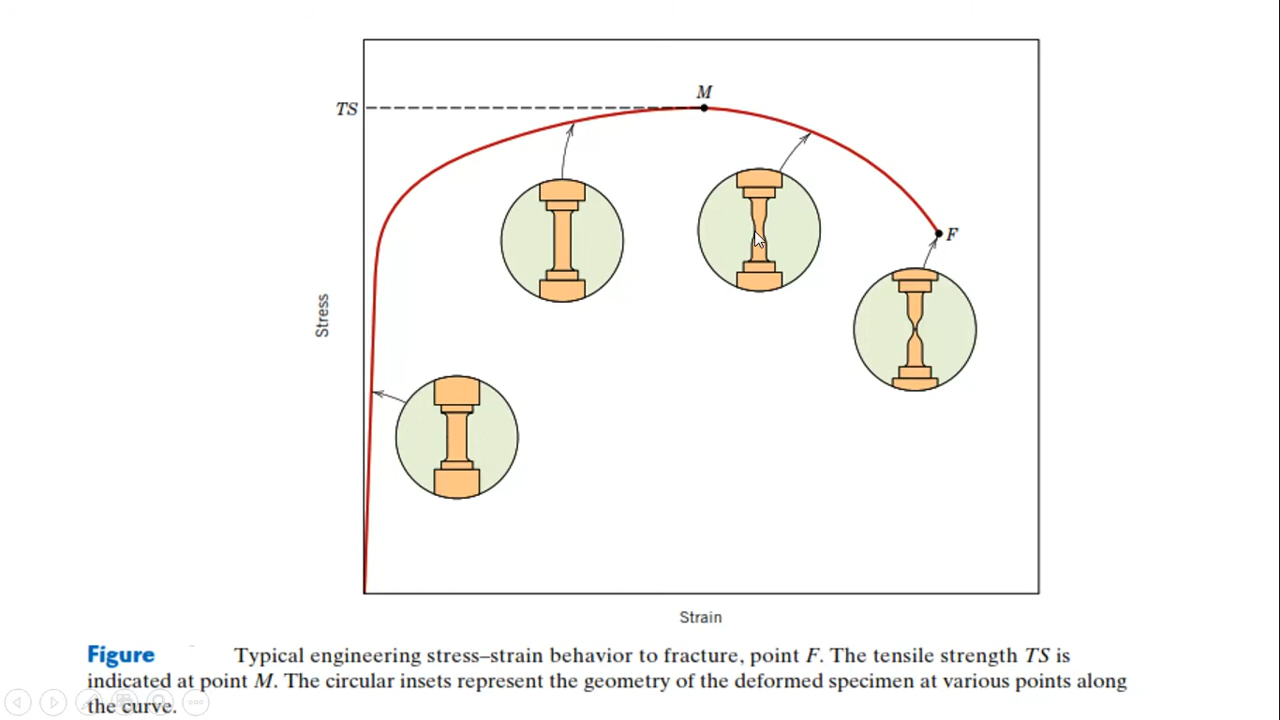 M
TS
F
Stress
Strain
Figure Typical engineering stress–strain behavior to fracture, point F. The tensile strength TS is
indicated at point M. The circular insets represent the geometry of the deformed specimen at various points along
the curve.